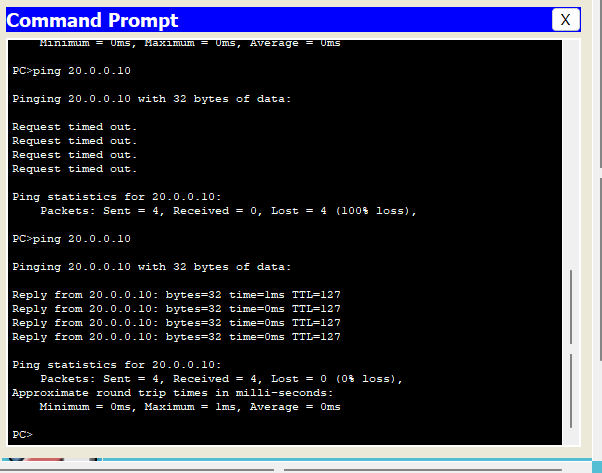 Command Prompt
X
Minimum = 0ms, Maximum = 0ms, Average = 0ms
PC>ping 20.0.0.10
Pinging 20.0.0.10 with 32 bytes of data:
Request timed out.
Request timed out.
Request timed out.
Request timed out.
Ping statistics for 20.0.0.10:
Packets: Sent = 4, Received = 0, Lost = 4 (100% loss),
PC>ping 20.0.0.10
Pinging 20.0.0.10 with 32 bytes of data:
Reply from 20.0.0.10: bytes=32 time=1ms TTL=127
Reply from 20.0.0.10: bytes=32 time=0ms TTL=127
Reply from 20.0.0.10: bytes=32 time=0ms TTL=127
Reply from 20.0.0.10: bytes=32 time=0ms TTL=127
Ping statistics for 20.0.0.10:
Packets: Sent = 4, Received = 4, Lost = 0 (0% loss),
Approximate round trip times in milli-seconds:
Minimum = 0ms, Maximum = 1ms, Average = 0ms
PC>